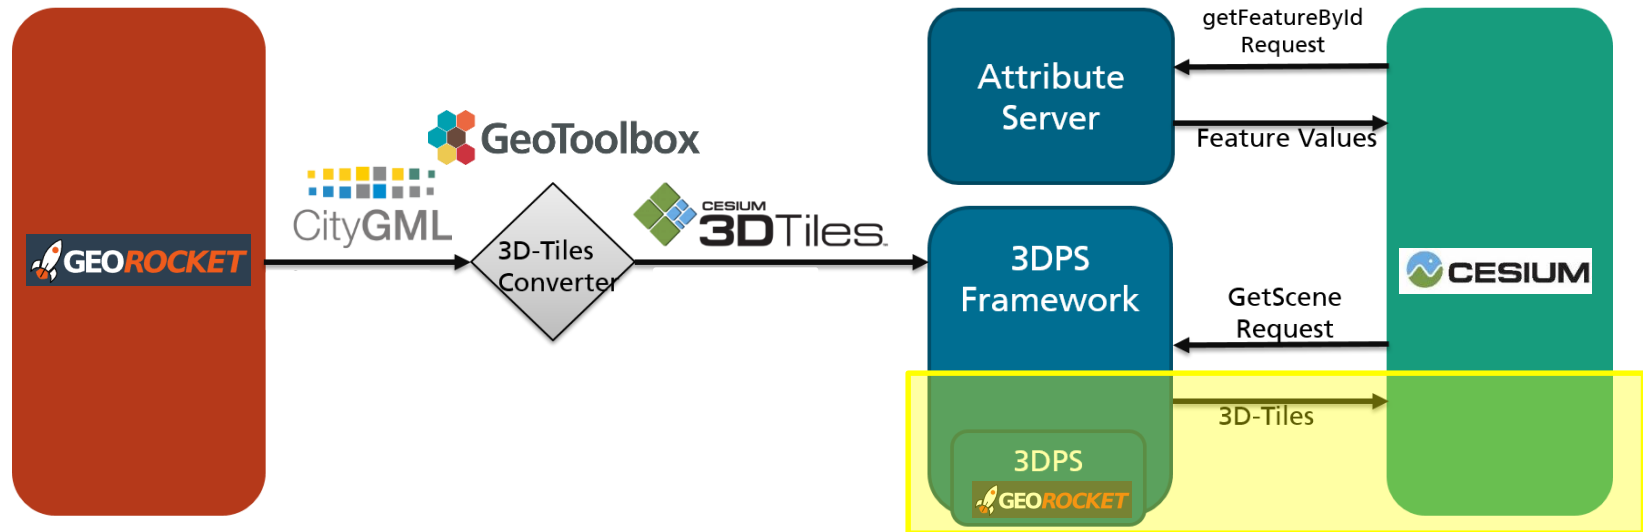 GEOROCKET
CityGML
GeoToolbox
3D-Tiles
Converter
CESIUM
3DTiles
Attribute
Server
3DPS
Framework
3DPS
GEOROCKET
getFeatureById
Request
Feature Values
GetScene
Request
3D-Tiles
CESIUM